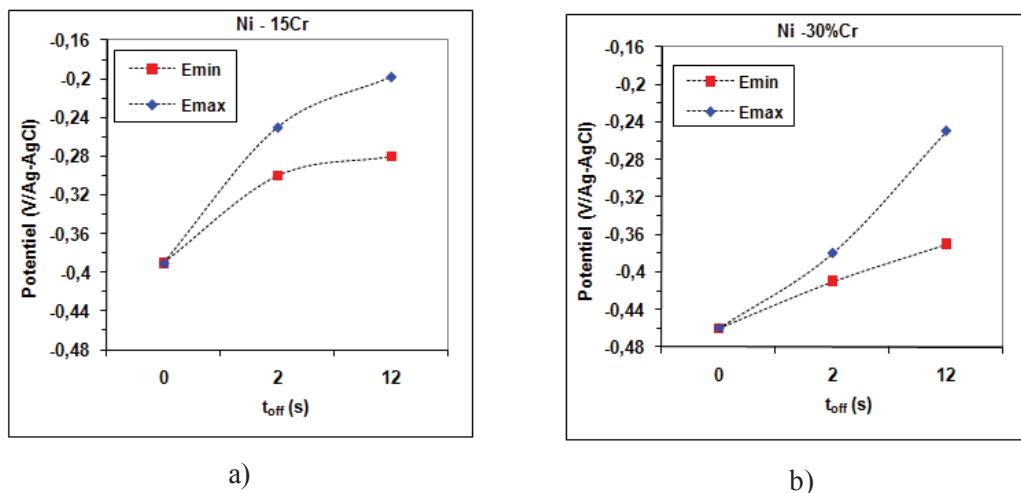 Ni - 15Cr
-0,16
-0,2
-0,24
-0,28
-0,32
-0,36
-0,4
-0,44
-0,48
Potentiel (V/Ag-AgCl)
Emin
Emax
0 2 12
t_off (s)
a)
Ni -30%Cr
-0,16
-0,2
-0,24
-0,28
-0,32
-0,36
-0,4
-0,44
-0,48
Potentiel (V/Ag-AgCl)
Emin
Emax
0 2 12
t_off (s)
b)